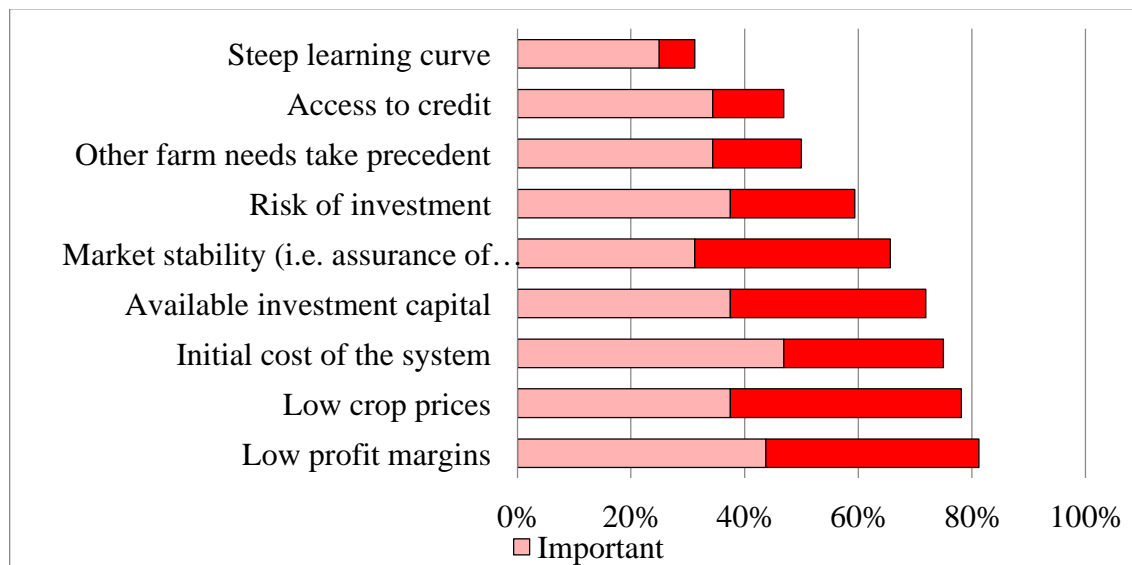 Steep learning curve
Access to credit
Other farm needs take precedent
Risk of investment
Market stability (i.e. assurance of…
Available investment capital
Initial cost of the system
Low crop prices
Low profit margins
0% 20% 40% 60% 80% 100%
Important